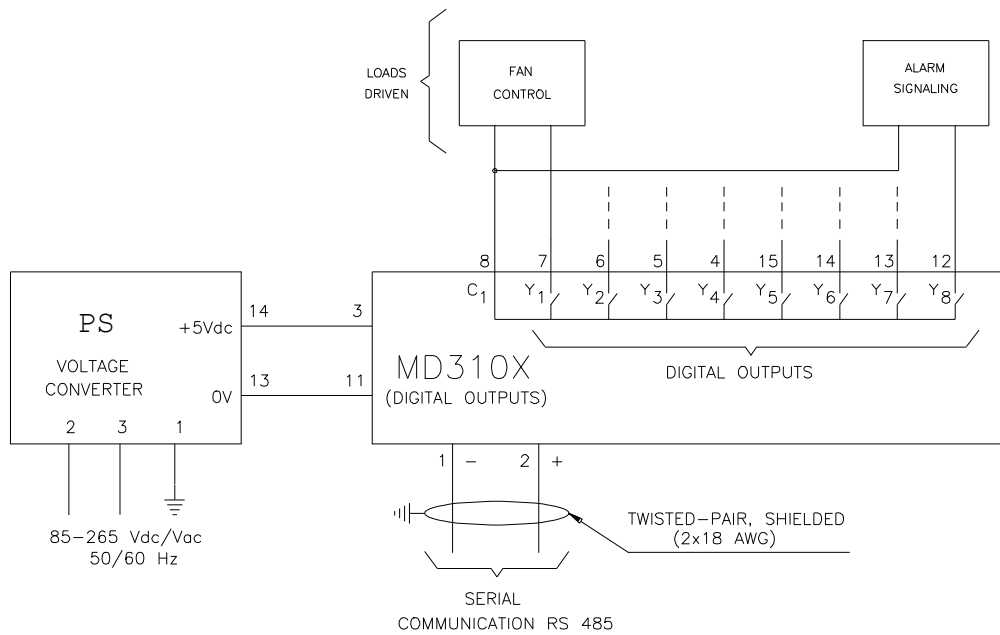 LOADS
DRIVEN
FAN
CONTROL
ALARM
SIGNALING
8 7 6 5 4 15 14 13 12
C1 Y1 Y2 Y3 Y4 Y5 Y6 Y7 Y8
DIGITAL OUTPUTS
PS
VOLTAGE
CONVERTER
+5Vdc
0V
14
13
2 3 1
85-265 Vdc/Vac
50/60 Hz
3
11
MD310X
(DIGITAL OUTPUTS)
1 - 2 +
TWISTED-PAIR, SHIELDED
(2x18 AWG)
SERIAL
COMMUNICATION RS 485